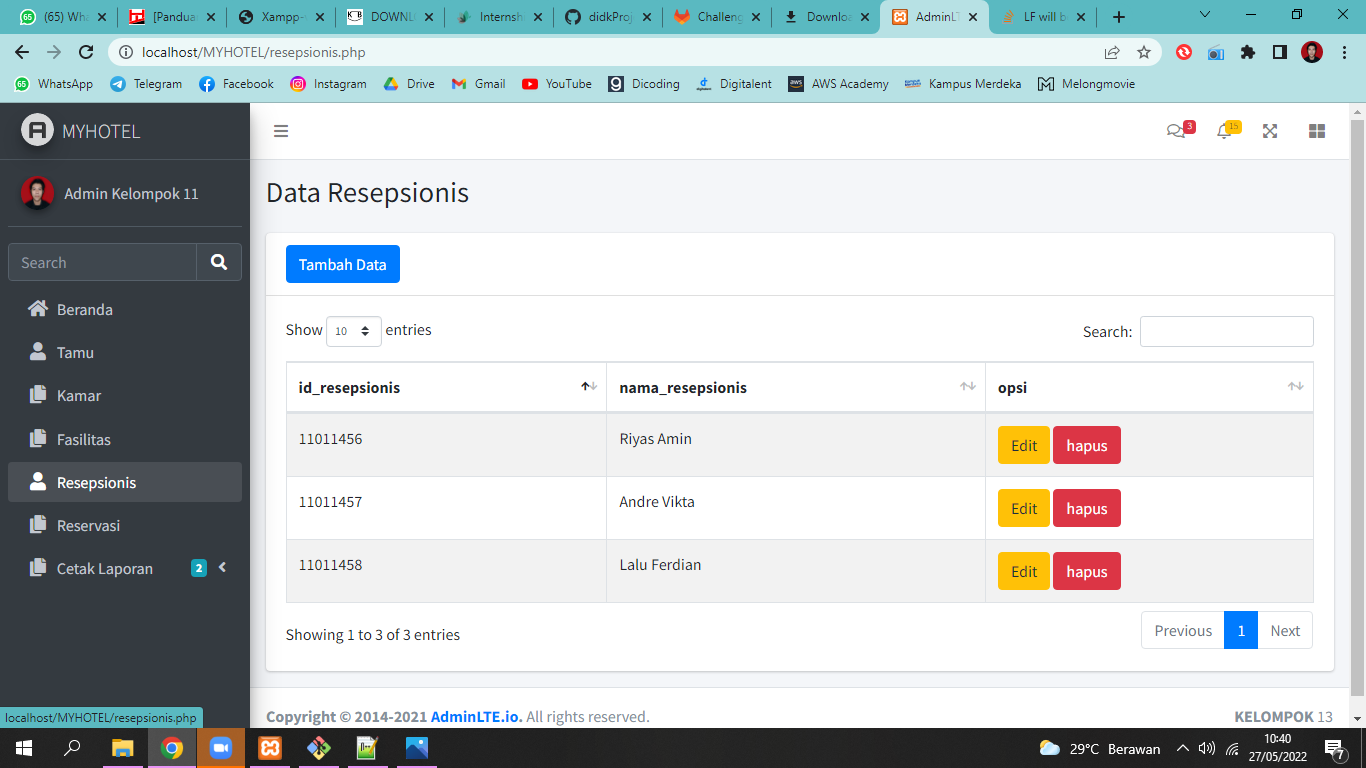 (65) Wha
[Pandua
Xampp-
DOWNL
Internsh
didkProj
Challeng
Downloa
AdminLT
LF will b
localhost/MYHOTEL/resepsionis.php
WhatsApp
Telegram
Facebook
Instagram
Drive
Gmail
YouTube
Dicoding
Digitalent
AWS Academy
Kampus Merdeka
Melongmovie
MYHOTEL
3
15
Admin Kelompok 11
Search
Beranda
Tamu
Kamar
Fasilitas
Resepsionis
Reservasi
Cetak Laporan 2
Data Resepsionis
Tambah Data
Show 10 entries
Search:
id_resepsionis nama_resepsionis opsi
11011456 Riyas Amin Edit hapus
11011457 Andre Vikta Edit hapus
11011458 Lalu Ferdian Edit hapus
Showing 1 to 3 of 3 entries
Previous 1 Next
Copyright © 2014-2021 AdminLTE.io. All rights reserved.
KELOMPOK 13
localhost/MYHOTEL/resepsionis.php
29°C Berawan
10:40
27/05/2022
7